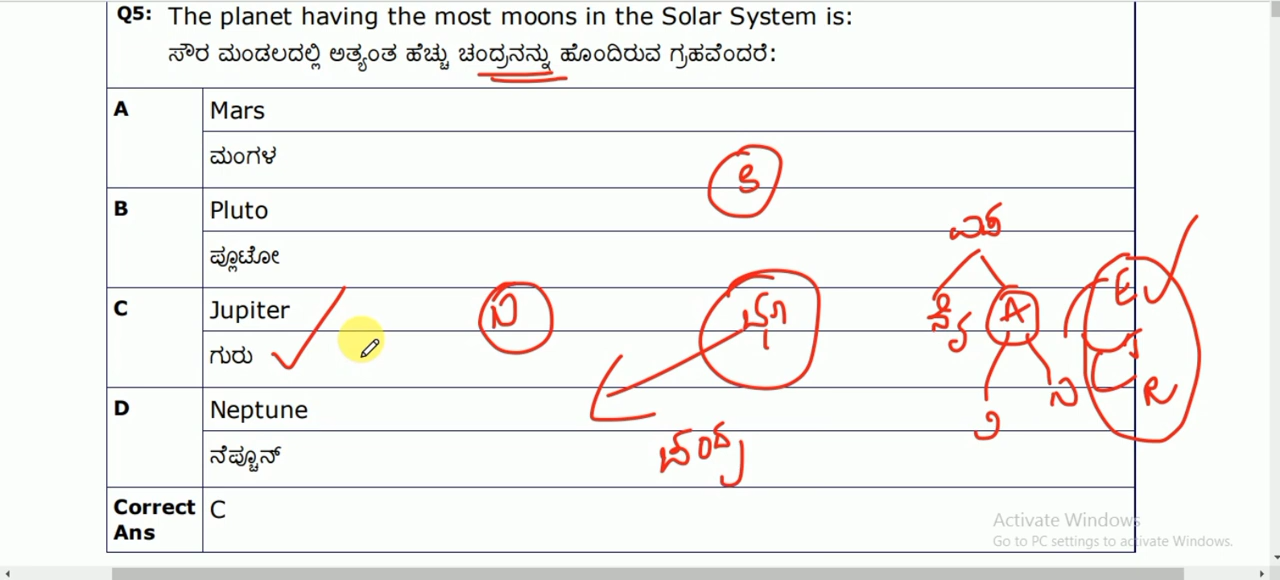 Q5: The planet having the most moons in the Solar System is:
ಸೌರ ಮಂಡಲದಲ್ಲಿ ಅತ್ಯಂತ ಹೆಚ್ಚು ಚಂದ್ರನನ್ನು ಹೊಂದಿರುವ ಗ್ರಹವೆಂದರೆ:
A Mars
ಮಂಗಳ
B Pluto
ಪ್ಲೂಟೋ
C Jupiter
ಗುರು
D Neptune
ನೆಪ್ಚೂನ್
Correct Ans C
ಚಂದ್ರ
A
Activate Windows
Go to PC settings to activate Windows.